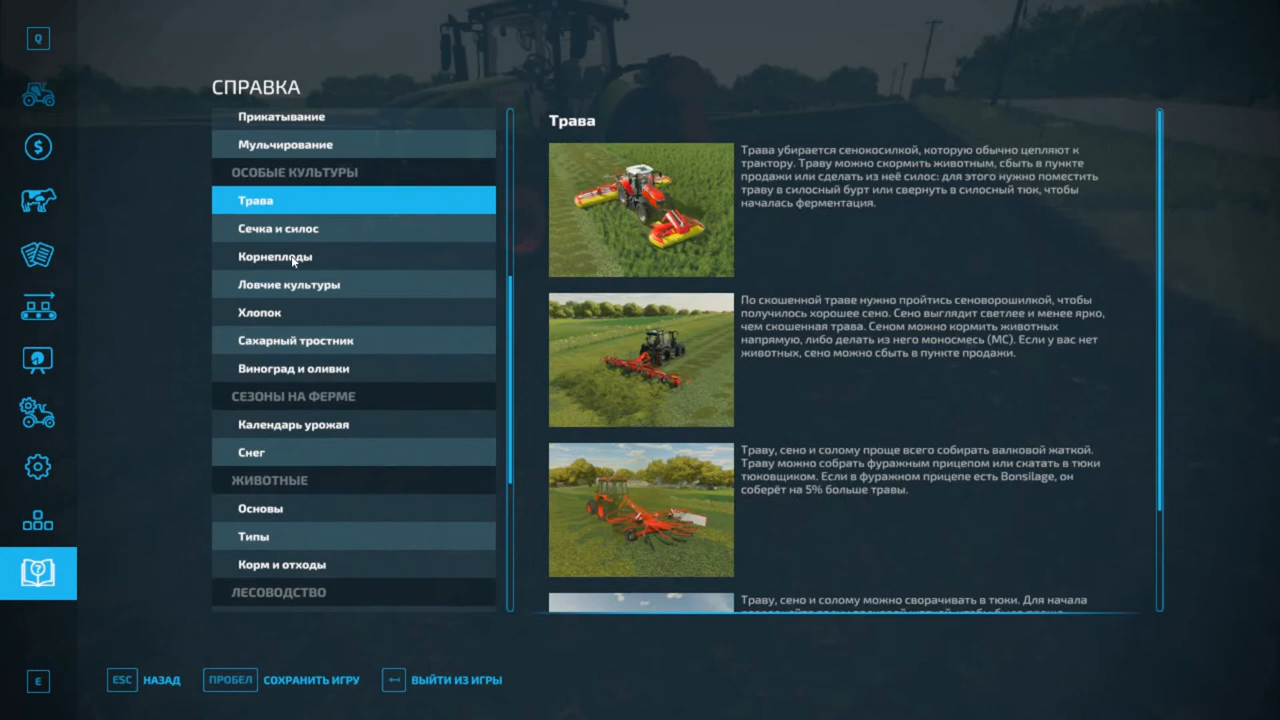 Q
СПРАВКА
Прикатывание
Мульчирование
ОСОБЫЕ КУЛЬТУРЫ
Трава
Сечка и силос
Корнеплоды
Ловчие культуры
Хлопок
Сахарный тростник
Виноград и оливки
СЕЗОНЫ НА ФЕРМЕ
Календарь урожая
Снег
ЖИВОТНЫЕ
Основы
Типы
Корм и отходы
ЛЕСОВОДСТВО
Трава
Трава убирается сенокосилкой, которую обычно цепляют к
трактору. Траву можно скормить животным, сбыть в пункте
продажи или сделать из неё силос: для этого нужно поместить
траву в силосный бурт или свернуть в силосный тюк, чтобы
началась ферментация.
По скошенной траве нужно пройтись сеноворошилкой, чтобы
получилось хорошее сено. Сено выглядит светлее и менее ярко,
чем скошенная трава. Сеном можно кормить животных
напрямую, либо делать из него моносмесь (МС). Если у вас нет
животных, сено можно сбыть в пункте продажи.
Траву, сено и солому проще всего собирать валковой жаткой.
Траву можно собрать фуражным прицепом или скатать в тюки
тюковщиком. Если в фуражном прицепе есть Bonsilage, он
соберёт на 5% больше травы.
Траву, сено и солому можно сворачивать в тюки. Для начала
E
ESC НАЗАД
ПРОБЕЛ СОХРАНИТЬ ИГРУ
ВЫЙТИ ИЗ ИГРЫ